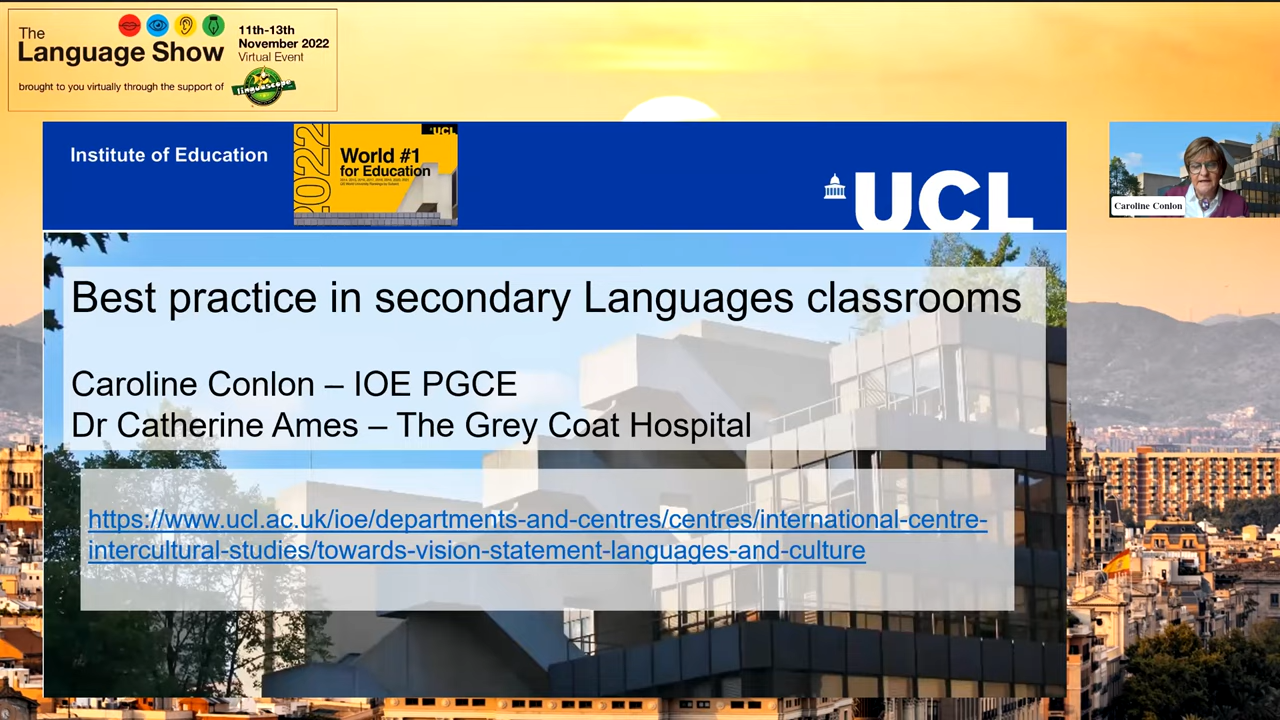 The
Language Show
11th-13th
November 2022
Virtual Event
brought to you virtually through the support of
linguascope
Institute of Education
2022
UCL
World #1
for Education
UCL
Caroline Conlon
Best practice in secondary Languages classrooms
Caroline Conlon – IOE PGCE
Dr Catherine Ames – The Grey Coat Hospital
https://www.ucl.ac.uk/ioe/departments-and-centres/centres/international-centre-
intercultural-studies/towards-vision-statement-languages-and-culture